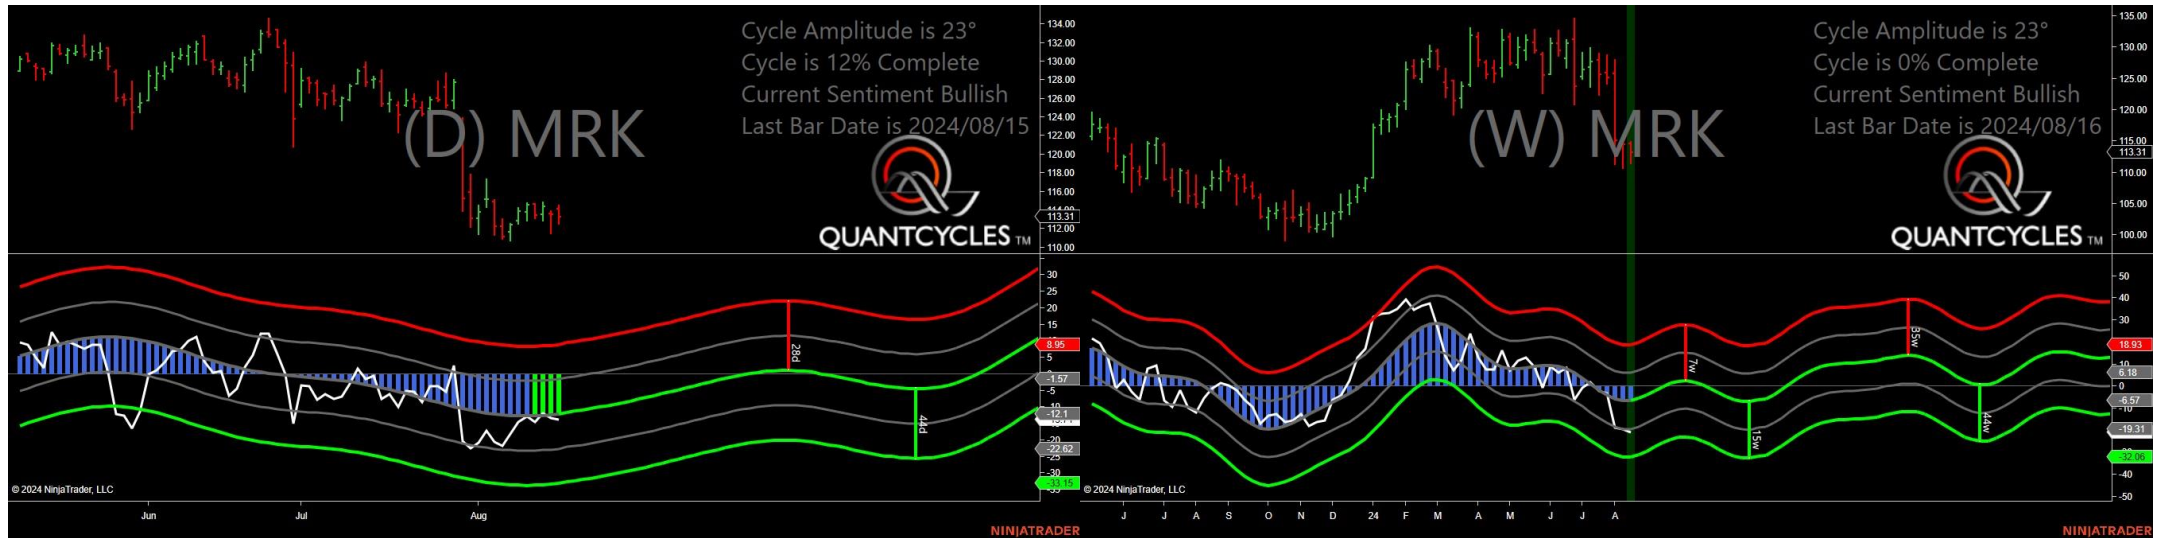 Cycle Amplitude is 23°
Cycle is 12% Complete
Current Sentiment Bullish
Last Bar Date is 2024/08/15
(D) MRK
QUANTCYCLES TM
134.00
132.00
130.00
128.00
126.00
124.00
122.00
120.00
118.00
116.00
113.31
112.00
110.00
30
25
20
15
8.95
5
0
-1.57
-5
-12.1
-20
-22.62
-25
-30
-33.15
28d
44d
© 2024 NinjaTrader, LLC
Jun
Jul
Aug
NINJATRADER
Cycle Amplitude is 23°
Cycle is 0% Complete
Current Sentiment Bullish
Last Bar Date is 2024/08/16
(W) MRK
QUANTCYCLES TM
135.00
130.00
125.00
120.00
115.00
113.31
110.00
105.00
100.00
50
40
30
18.93
10
6.18
0
-6.57
-10
-19.31
-32.06
-40
-50
7w
15w
35w
44w
© 2024 NinjaTrader, LLC
J J A S O N D 24 F M A M J J A
NINJATRADER